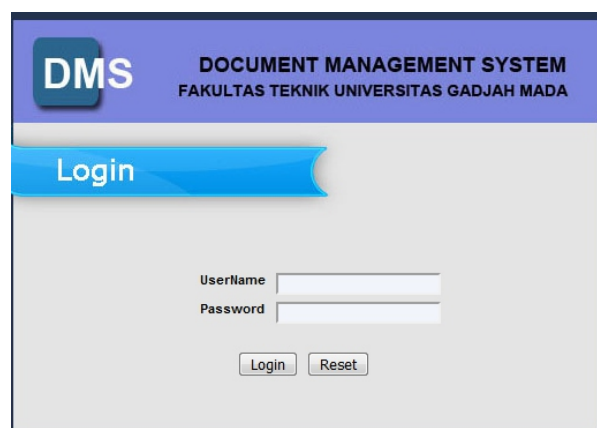 DMS
DOCUMENT MANAGEMENT SYSTEM
FAKULTAS TEKNIK UNIVERSITAS GADJAH MADA
Login
UserName
Password
Login Reset